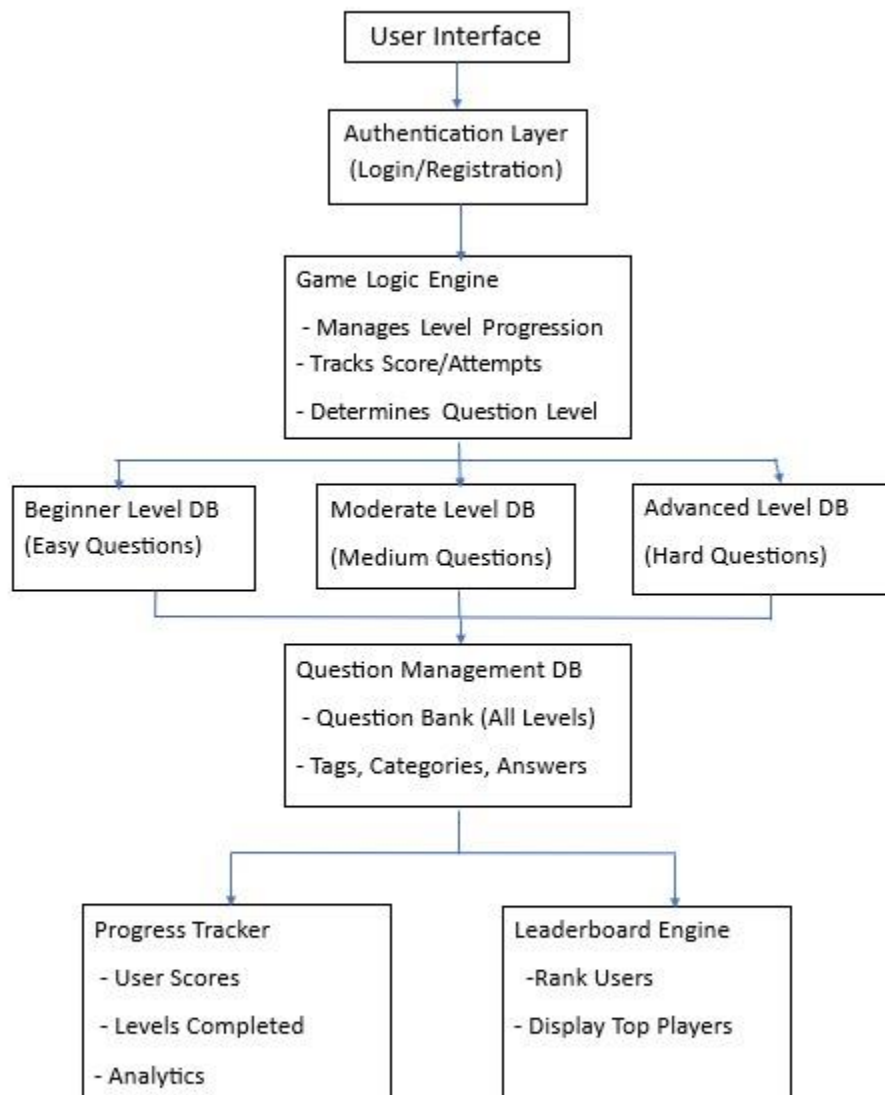 User Interface
Authentication Layer
(Login/Registration)
Game Logic Engine
- Manages Level Progression
- Tracks Score/Attempts
- Determines Question Level
Beginner Level DB
(Easy Questions)
Moderate Level DB
(Medium Questions)
Advanced Level DB
(Hard Questions)
Question Management DB
- Question Bank (All Levels)
- Tags, Categories, Answers
Progress Tracker
- User Scores
- Levels Completed
- Analytics
Leaderboard Engine
-Rank Users
- Display Top Players